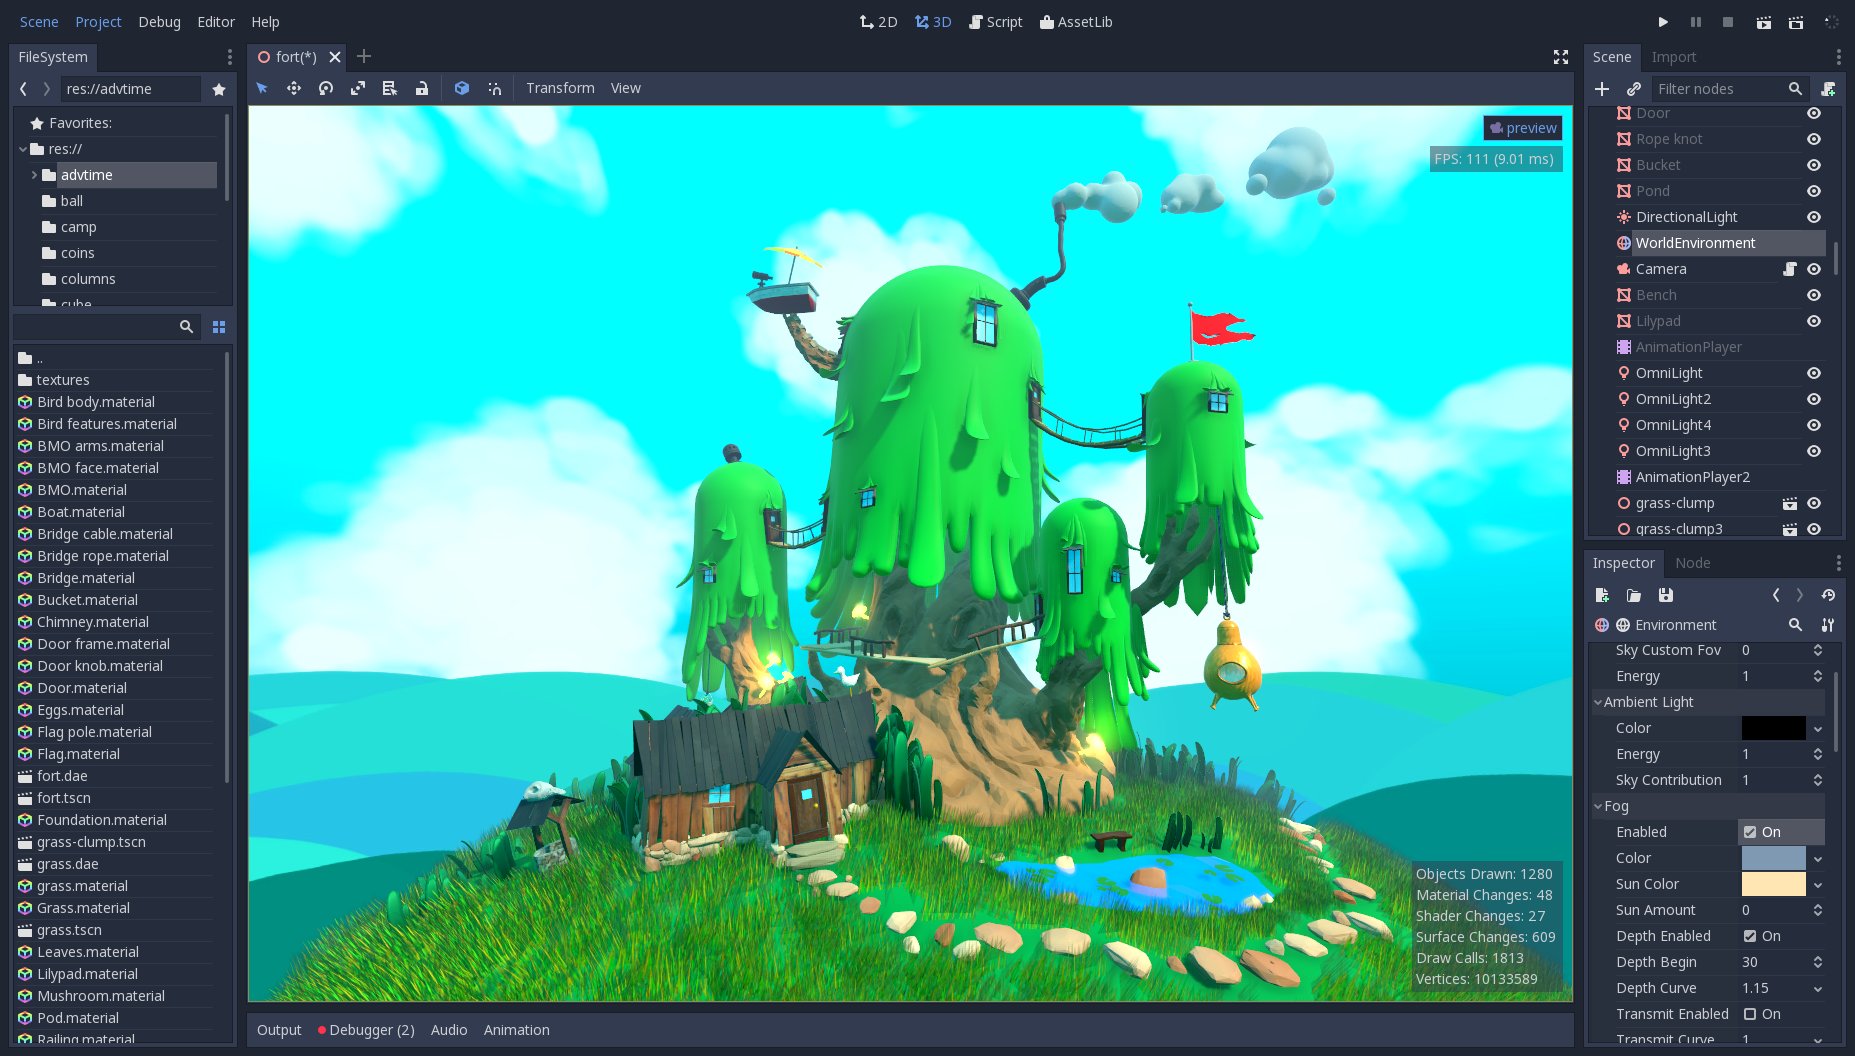 Scene Project Debug Editor Help
2D 3D Script AssetLib
FileSystem
res://advtime
Favorites:
res://
advtime
ball
camp
coins
columns
cube
..
textures
Bird body.material
Bird features.material
BMO arms.material
BMO face.material
BMO.material
Boat.material
Bridge cable.material
Bridge rope.material
Bridge.material
Bucket.material
Chimney.material
Door frame.material
Door knob.material
Door.material
Eggs.material
Flag pole.material
Flag.material
fort.dae
fort.tscn
Foundation.material
grass-clump.tscn
grass.dae
grass.material
Grass.material
grass.tscn
Leaves.material
Lilypad.material
Mushroom.material
Pod.material
Railing.material
fort(*)
Transform View
preview
FPS: 111 (9.01 ms)
Objects Drawn: 1280
Material Changes: 48
Shader Changes: 27
Surface Changes: 609
Draw Calls: 1813
Vertices: 10133589
Output Debugger (2) Audio Animation
Scene Import
Filter nodes
Door
Rope knot
Bucket
Pond
DirectionalLight
WorldEnvironment
Camera
Bench
Lilypad
AnimationPlayer
OmniLight
OmniLight2
OmniLight4
OmniLight3
AnimationPlayer2
grass-clump
grass-clump3
Inspector Node
Environment
Sky Custom Fov 0
Energy 1
Ambient Light
Color
Energy 1
Sky Contribution 1
Fog
Enabled On
Color
Sun Color
Sun Amount 0
Depth Enabled On
Depth Begin 30
Depth Curve 1.15
Transmit Enabled On
Transmit Curve 1